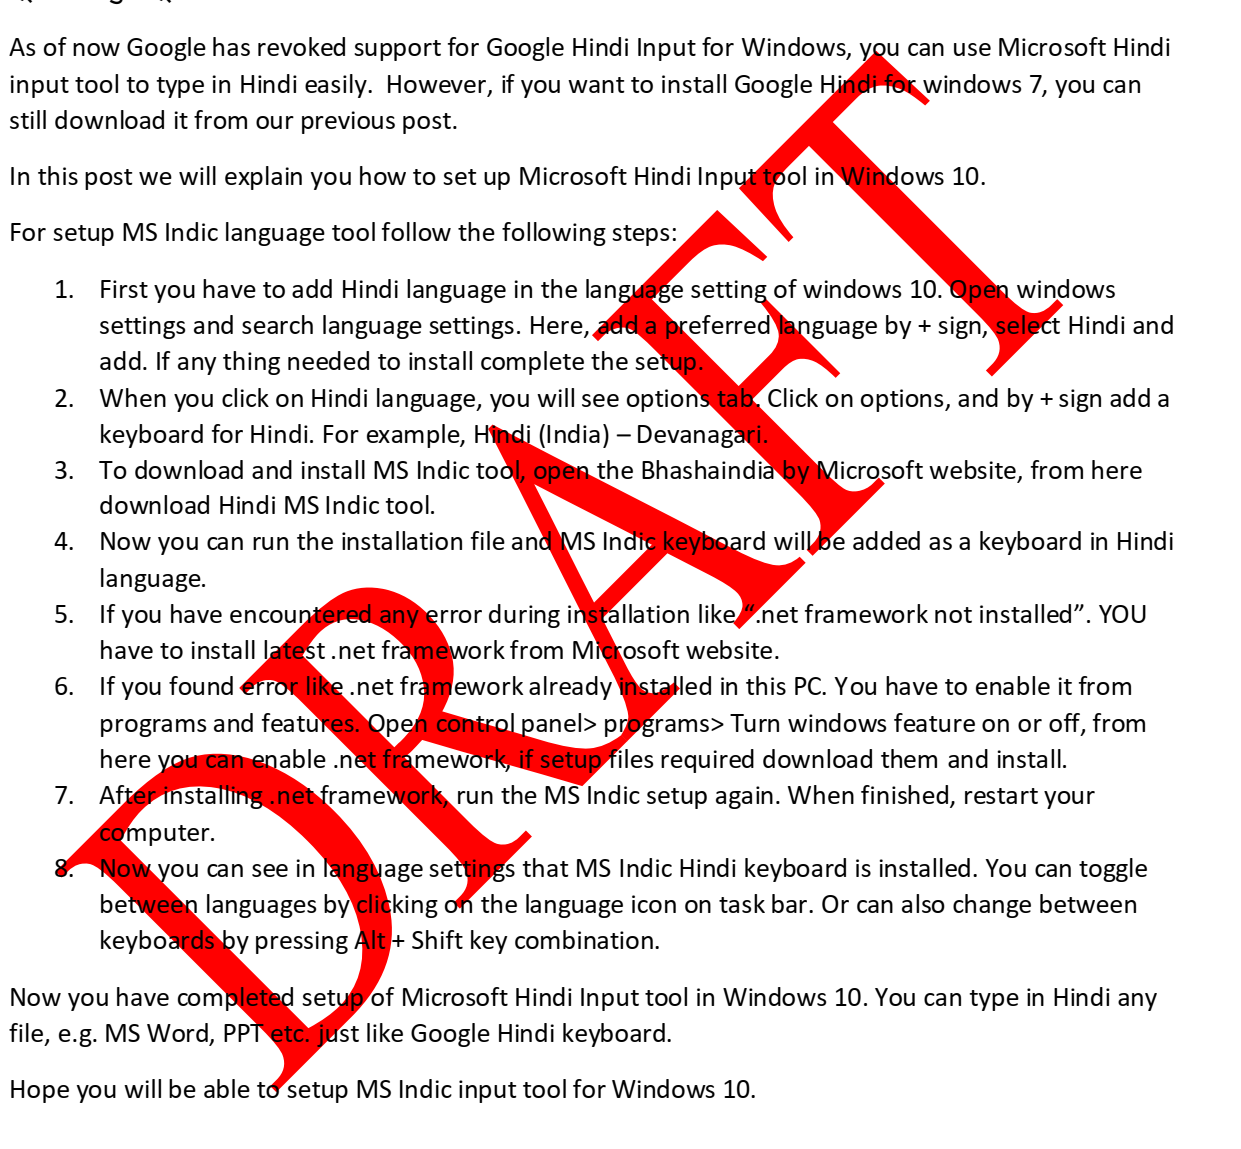 As of now Google has revoked support for Google Hindi Input for Windows, you can use Microsoft Hindi
input tool to type in Hindi easily.  However, if you want to install Google Hindi for windows 7, you can
still download it from our previous post.
In this post we will explain you how to set up Microsoft Hindi Input tool in Windows 10.
For setup MS Indic language tool follow the following steps:
1. First you have to add Hindi language in the language setting of windows 10. Open windows
settings and search language settings. Here, add a preferred language by + sign, select Hindi and
add. If any thing needed to install complete the setup.
2. When you click on Hindi language, you will see options tab. Click on options, and by + sign add a
keyboard for Hindi. For example, Hindi (India) – Devanagari.
3. To download and install MS Indic tool, open the Bhashaindia by Microsoft website, from here
download Hindi MS Indic tool.
4. Now you can run the installation file and MS Indic keyboard will be added as a keyboard in Hindi
language.
5. If you have encountered any error during installation like “.net framework not installed”. YOU
have to install latest .net framework from Microsoft website.
6. If you found error like .net framework already installed in this PC. You have to enable it from
programs and features. Open control panel> programs> Turn windows feature on or off, from
here you can enable .net framework, if setup files required download them and install.
7. After installing .net framework, run the MS Indic setup again. When finished, restart your
computer.
8. Now you can see in language settings that MS Indic Hindi keyboard is installed. You can toggle
between languages by clicking on the language icon on task bar. Or can also change between
keyboards by pressing Alt + Shift key combination.
Now you have completed setup of Microsoft Hindi Input tool in Windows 10. You can type in Hindi any
file, e.g. MS Word, PPT etc. just like Google Hindi keyboard.
Hope you will be able to setup MS Indic input tool for Windows 10.
DRAFT